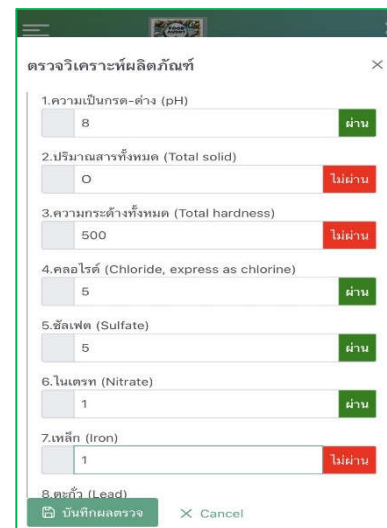 ตรวจวิเคราะห์ผลิตภัณฑ์ ×
1.ความเป็นกรด-ด่าง (pH)
8 ผ่าน
2.ปริมาณสารทั้งหมด (Total solid)
O ไม่ผ่าน
3.ความกระด้างทั้งหมด (Total hardness)
500 ไม่ผ่าน
4.คลอไรด์ (Chloride, express as chlorine)
5 ผ่าน
5.ซัลเฟต (Sulfate)
5 ผ่าน
6.ไนเตรท (Nitrate)
1 ผ่าน
7.เหล็ก (Iron)
1 ไม่ผ่าน
8.ตะกั่ว (Lead)
บันทึกผลตรวจ × Cancel